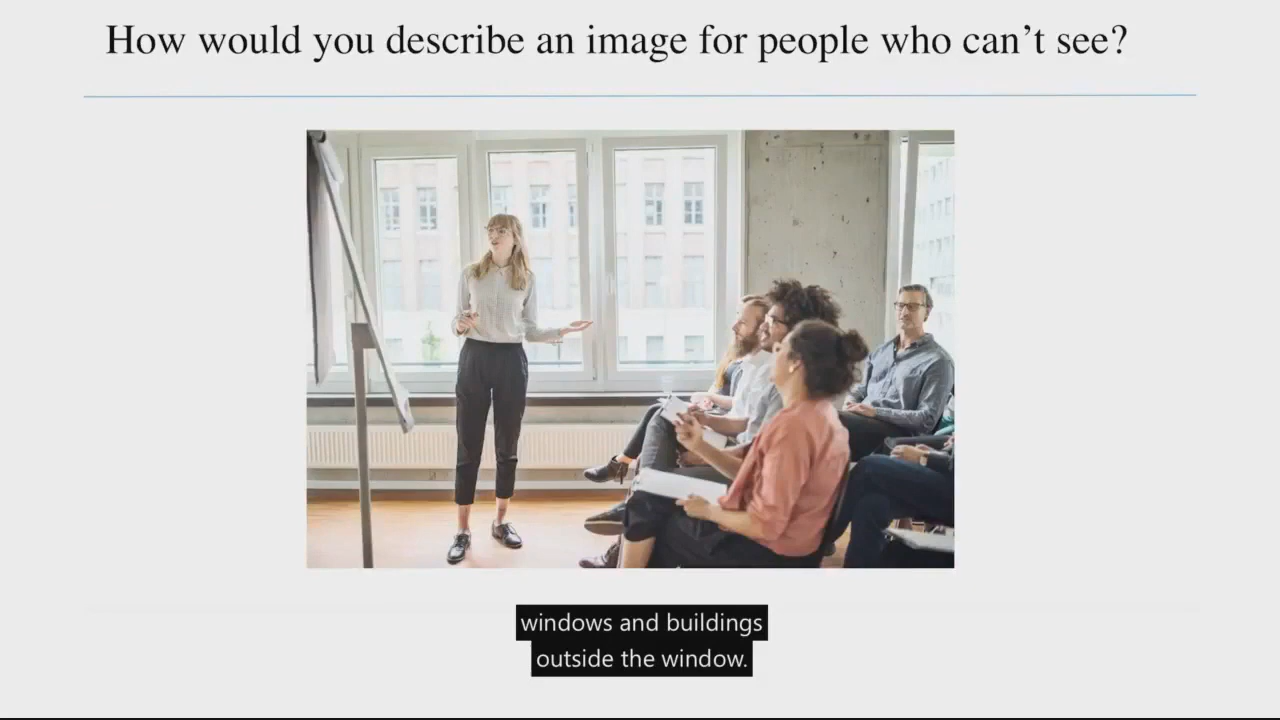 How would you describe an image for people who can’t see?
windows and buildings
outside the window.